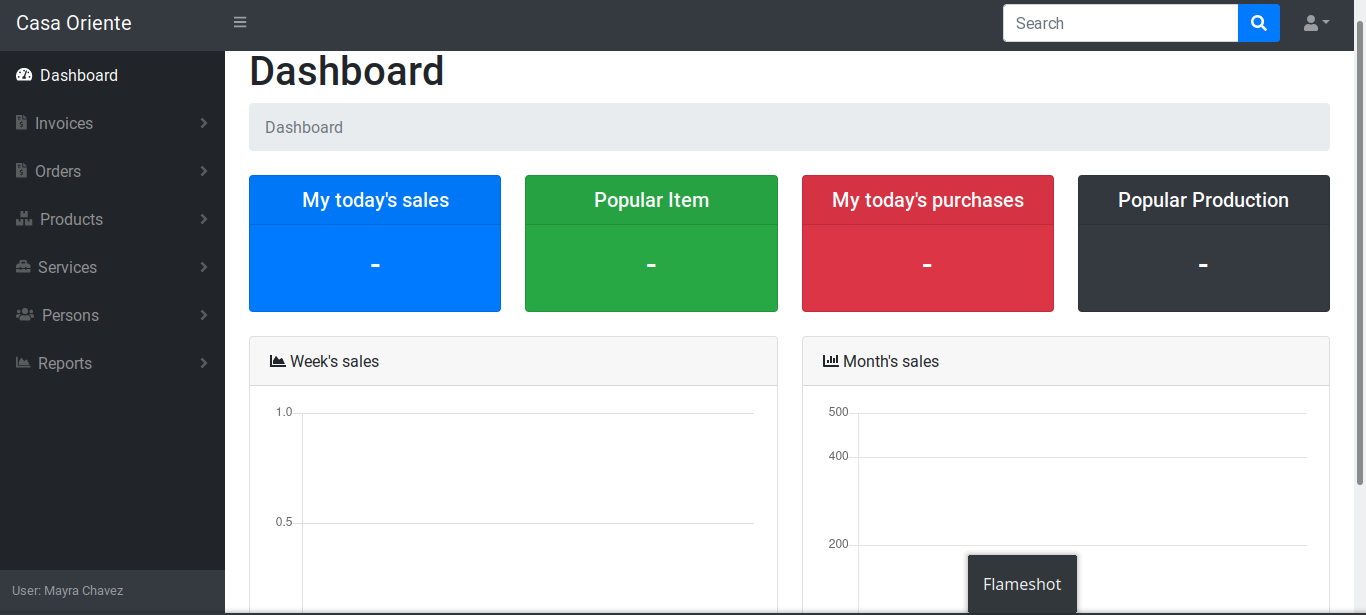 Casa Oriente
Search
Dashboard
Invoices
Orders
Products
Services
Persons
Reports
User: Mayra Chavez
Dashboard
Dashboard
My today's sales
-
Popular Item
-
My today's purchases
-
Popular Production
-
Week's sales
1.0
0.5
Month's sales
500
400
200
Flameshot